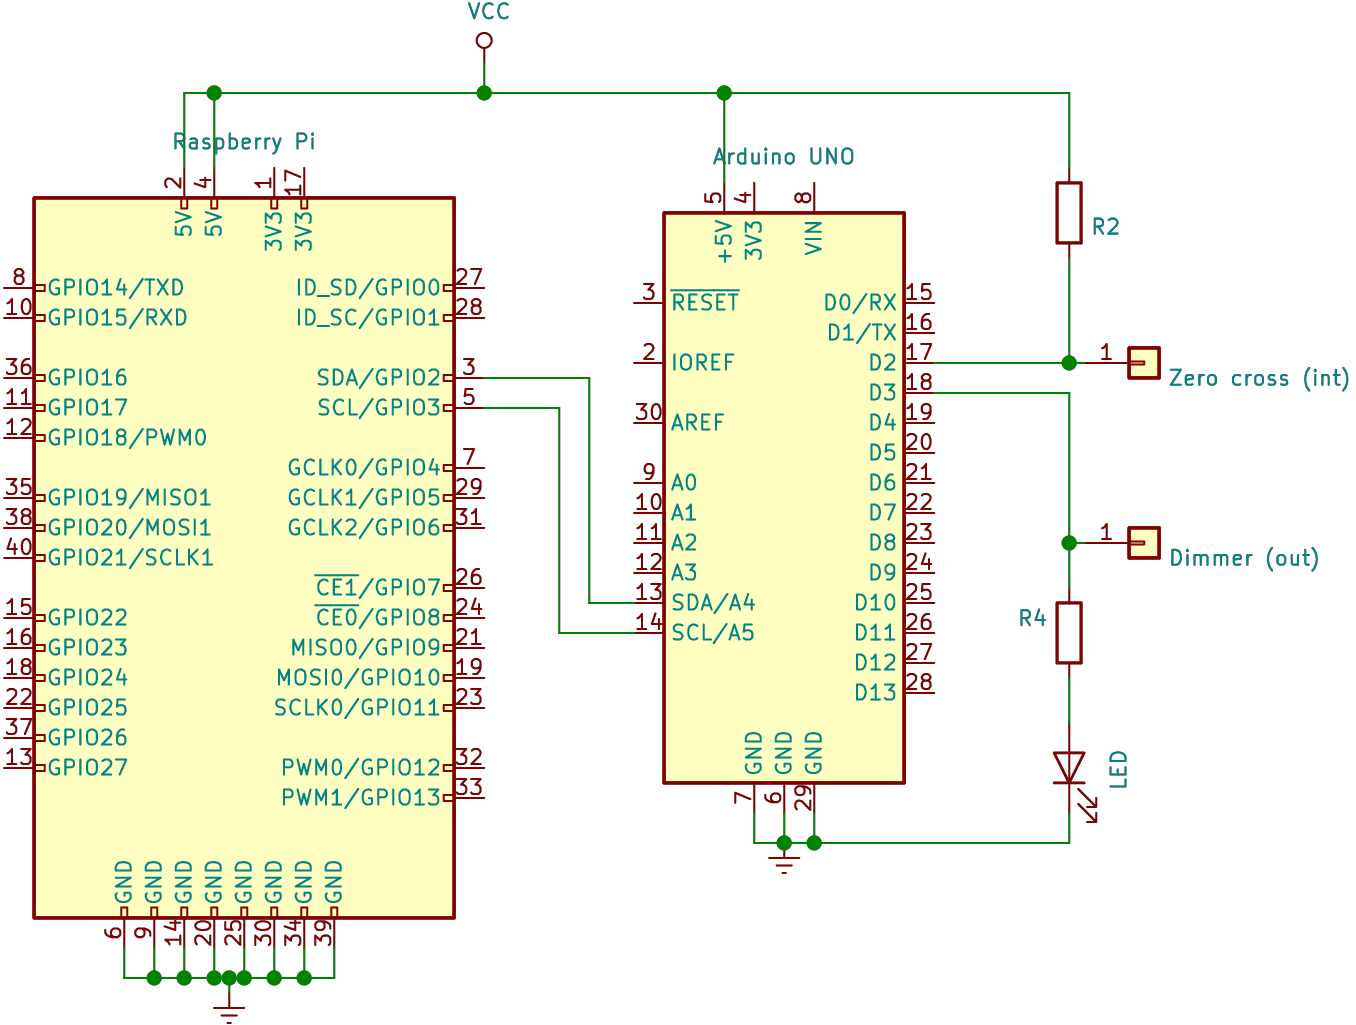 VCC
Raspberry Pi
Arduino UNO
2 4 1 17
5V 5V 3V3 3V3
8 GPIO14/TXD
10 GPIO15/RXD
36 GPIO16
11 GPIO17
12 GPIO18/PWM0
35 GPIO19/MISO1
38 GPIO20/MOSI1
40 GPIO21/SCLK1
15 GPIO22
16 GPIO23
18 GPIO24
22 GPIO25
37 GPIO26
13 GPIO27
ID_SD/GPIO0 27
ID_SC/GPIO1 28
SDA/GPIO2 3
SCL/GPIO3 5
GCLK0/GPIO4 7
GCLK1/GPIO5 29
GCLK2/GPIO6 31
CE1/GPIO7 26
CE0/GPIO8 24
MISO0/GPIO9 21
MOSI0/GPIO10 19
SCLK0/GPIO11 23
PWM0/GPIO12 32
PWM1/GPIO13 33
GND GND GND GND GND GND GND GND
6 9 14 20 25 30 34 39
5 4 8
+5V 3V3 VIN
3 RESET
2 IOREF
30 AREF
9 A0
10 A1
11 A2
12 A3
13 SDA/A4
14 SCL/A5
D0/RX 15
D1/TX 16
D2 17
D3 18
D4 19
D5 20
D6 21
D7 22
D8 23
D9 24
D10 25
D11 26
D12 27
D13 28
GND GND GND
7 6 29
R2
1
Zero cross (int)
1
Dimmer (out)
R4
LED